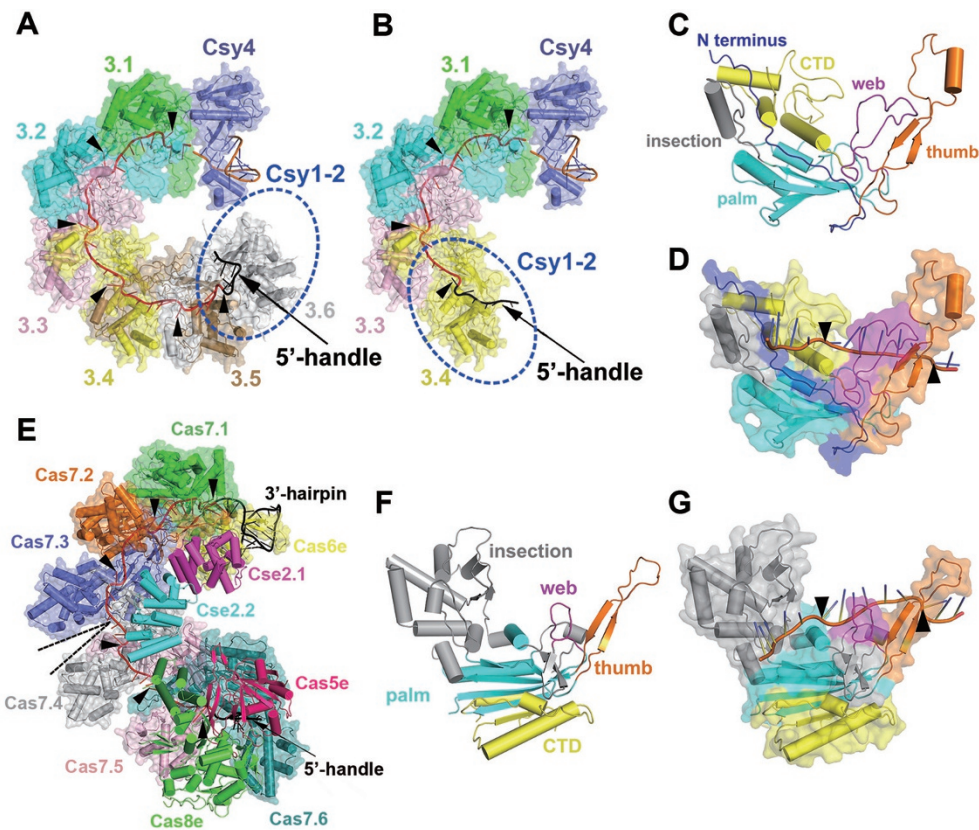 A
Csy4
3.1
3.2
Csy1-2
3.3
3.6
5’-handle
3.4
3.5
B
Csy4
3.1
3.2
Csy1-2
3.3
3.4
5’-handle
C
N terminus
CTD
web
insection
thumb
palm
D
E
Cas7.1
Cas7.2
3’-hairpin
Cas7.3
Cas6e
Cse2.1
Cse2.2
Cas5e
Cas7.4
Cas7.5
5’-handle
Cas8e
Cas7.6
F
insection
web
thumb
palm
CTD
G